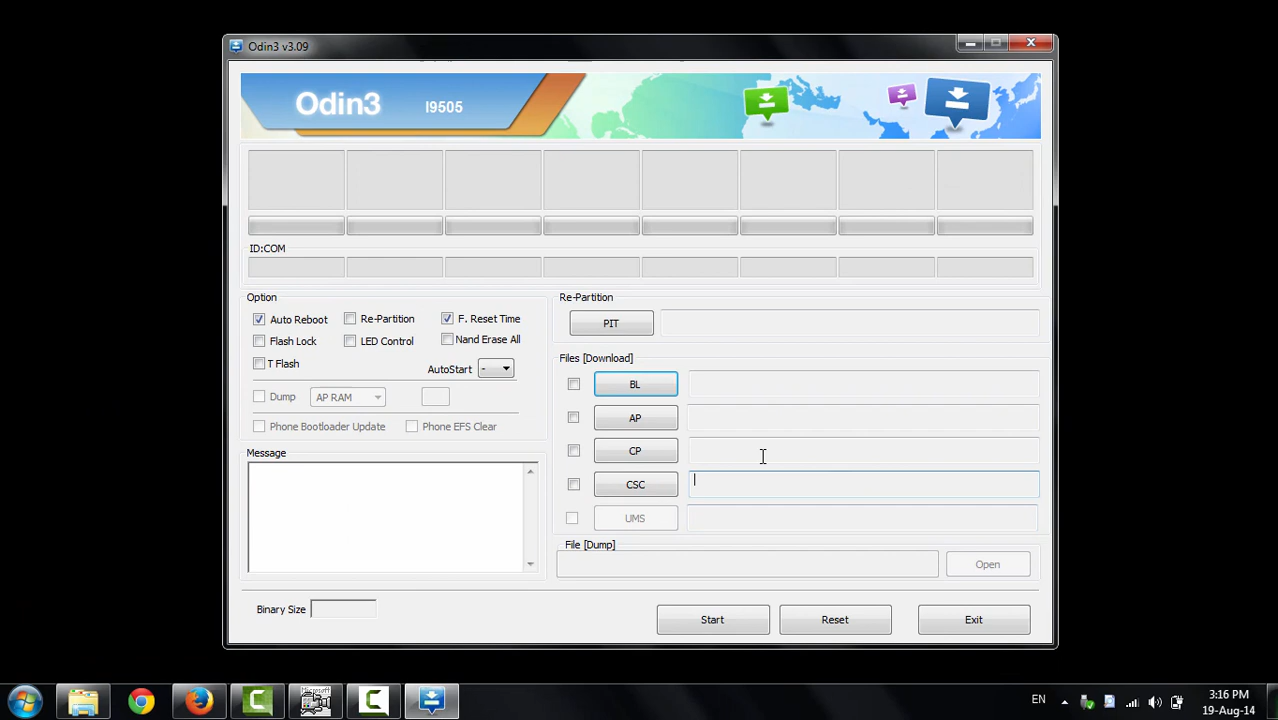 Odin3 v3.09
Odin3 I9505
ID:COM
Option
Auto Reboot Re-Partition F. Reset Time
Flash Lock LED Control Nand Erase All
T Flash
AutoStart -
Dump AP RAM
Phone Bootloader Update Phone EFS Clear
Message
Binary Size
Re-Partition
PIT
Files [Download]
BL
AP
CP
CSC
UMS
File [Dump]
Open
Start Reset Exit
EN
3:16 PM
19-Aug-14